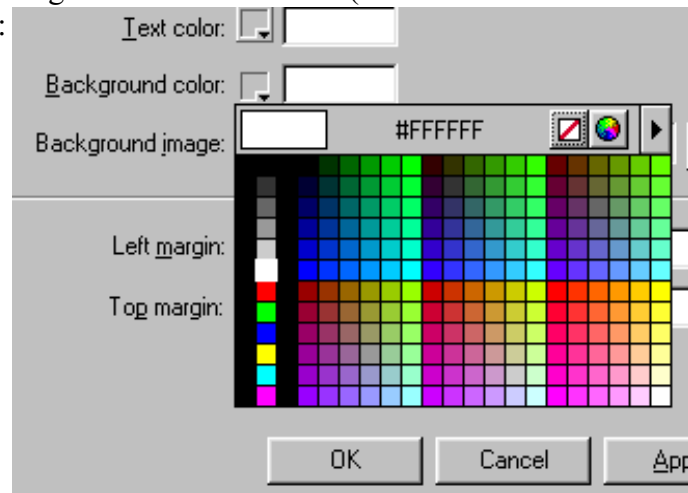 :
Text color:
Background color:
#FFFFFF
Background image:
Left margin:
Top margin:
OK Cancel